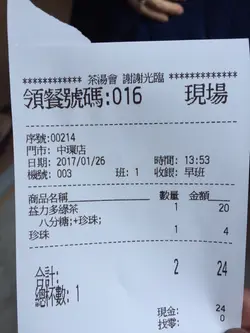 ************ 茶湯會 謝謝光臨 *************
領餐號碼:016 現場
序號:00214
門市: 中環店
日期: 2017/01/26 時間: 13:53
機號: 003 班: 1 收銀: 早班
商品名稱 數量 金額
益力多綠茶 1 20
八分糖;+珍珠;
珍珠 1 4
合計: 2 24
總杯數: 1
現金: 24
找零: 0